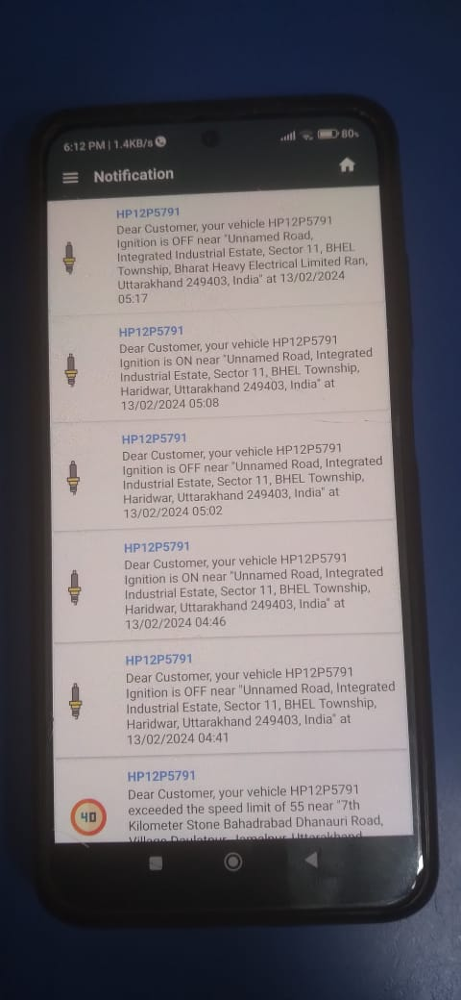 6:12 PM | 1.4KB/s
80%
Notification
HP12P5791
Dear Customer, your vehicle HP12P5791
Ignition is OFF near "Unnamed Road,
Integrated Industrial Estate, Sector 11, BHEL
Township, Bharat Heavy Electrical Limited Ran,
Uttarakhand 249403, India" at 13/02/2024
05:17
HP12P5791
Dear Customer, your vehicle HP12P5791
Ignition is ON near "Unnamed Road, Integrated
Industrial Estate, Sector 11, BHEL Township,
Haridwar, Uttarakhand 249403, India" at
13/02/2024 05:08
HP12P5791
Dear Customer, your vehicle HP12P5791
Ignition is OFF near "Unnamed Road, Integrated
Industrial Estate, Sector 11, BHEL Township,
Haridwar, Uttarakhand 249403, India" at
13/02/2024 05:02
HP12P5791
Dear Customer, your vehicle HP12P5791
Ignition is ON near "Unnamed Road, Integrated
Industrial Estate, Sector 11, BHEL Township,
Haridwar, Uttarakhand 249403, India" at
13/02/2024 04:46
HP12P5791
Dear Customer, your vehicle HP12P5791
Ignition is OFF near "Unnamed Road, Integrated
Industrial Estate, Sector 11, BHEL Township,
Haridwar, Uttarakhand 249403, India" at
13/02/2024 04:41
HP12P5791
Dear Customer, your vehicle HP12P5791
40
exceeded the speed limit of 55 near "7th
Kilometer Stone Bahadrabad Dhanauri Road,
Village Daulatpur, Jamalpur, Uttarakhand